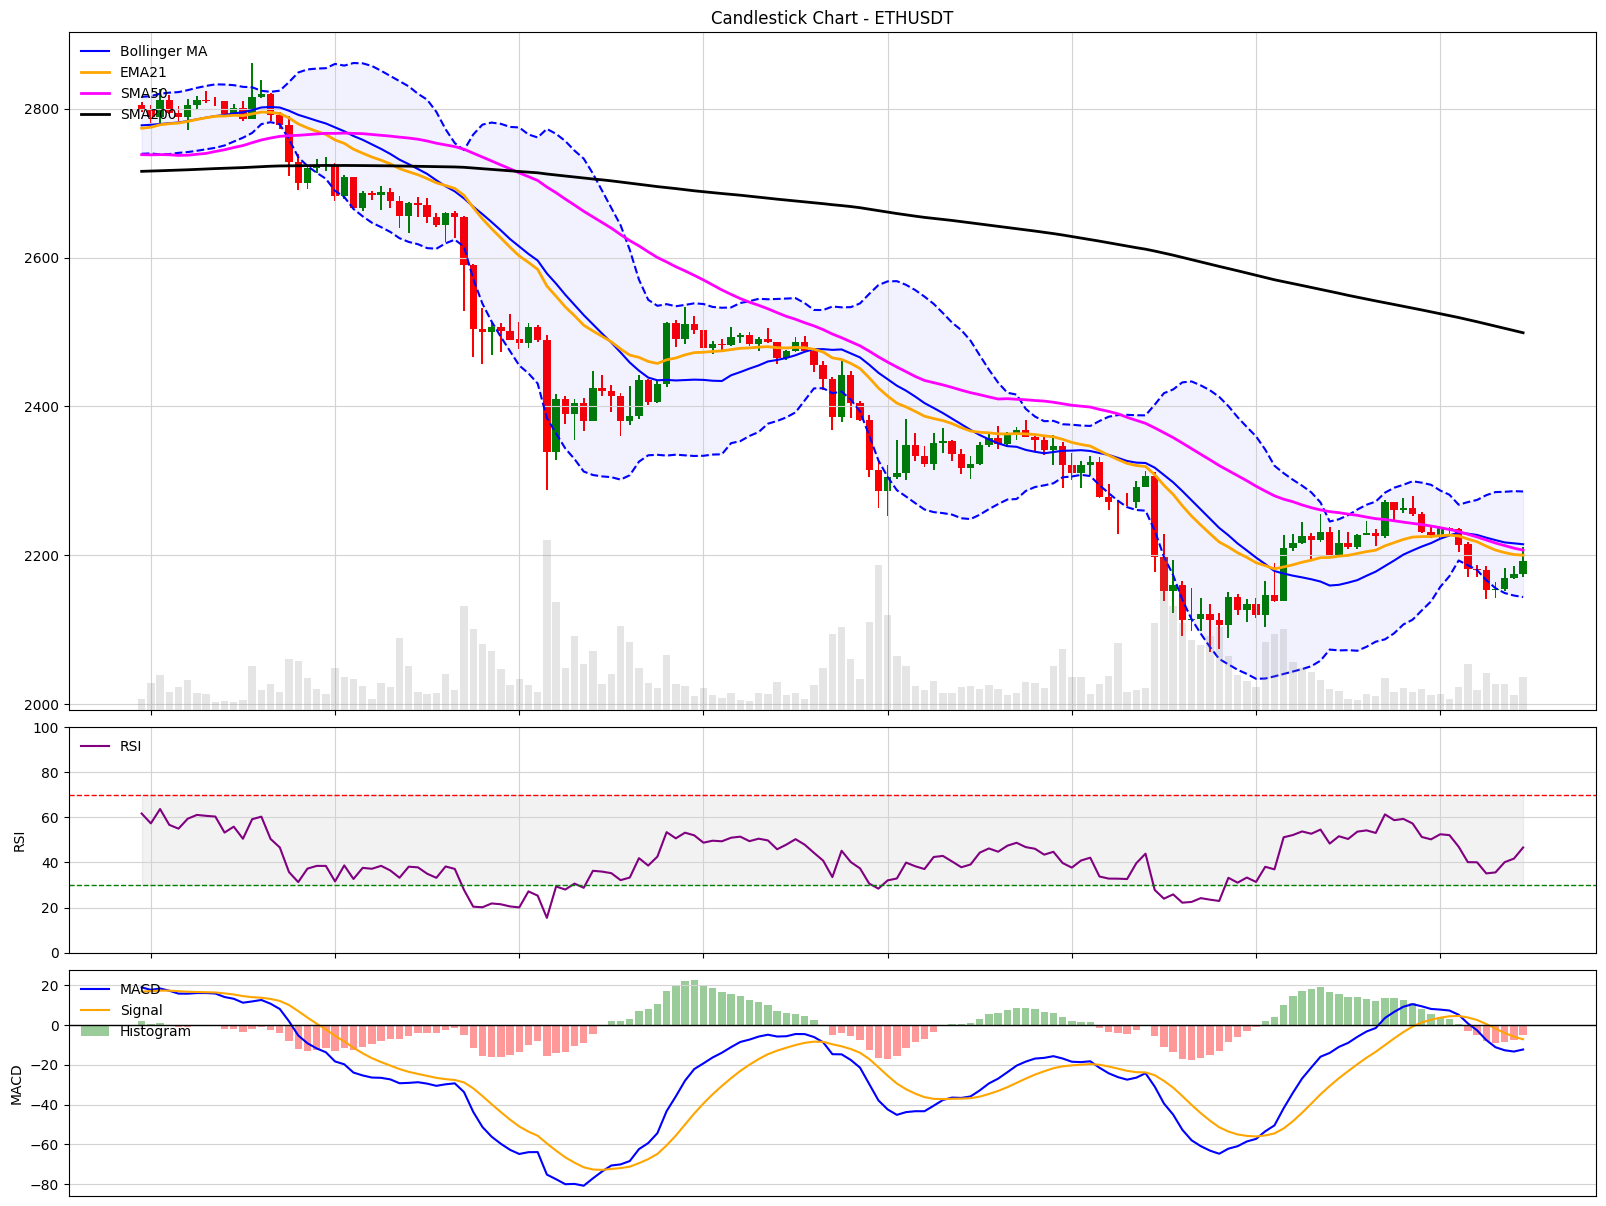 Candlestick Chart - ETHUSDT
Bollinger MA
EMA21
SMA50
SMA200
2800
2600
2400
2200
2000
RSI
100
80
60
40
20
0
RSI
MACD
Signal
Histogram
20
0
−20
−40
−60
−80
MACD